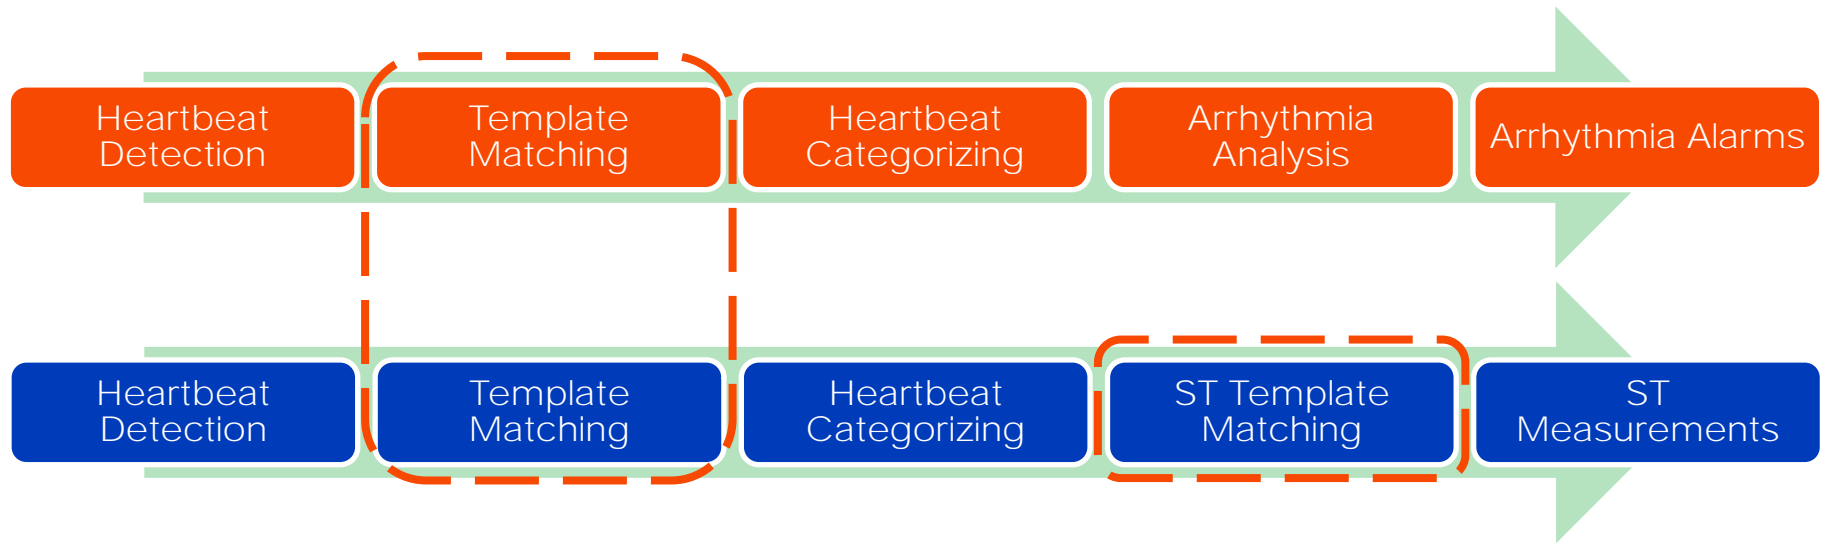 Heartbeat
Detection
Template
Matching
Heartbeat
Categorizing
Arrhythmia
Analysis
Arrhythmia Alarms
Heartbeat
Detection
Template
Matching
Heartbeat
Categorizing
ST Template
Matching
ST
Measurements